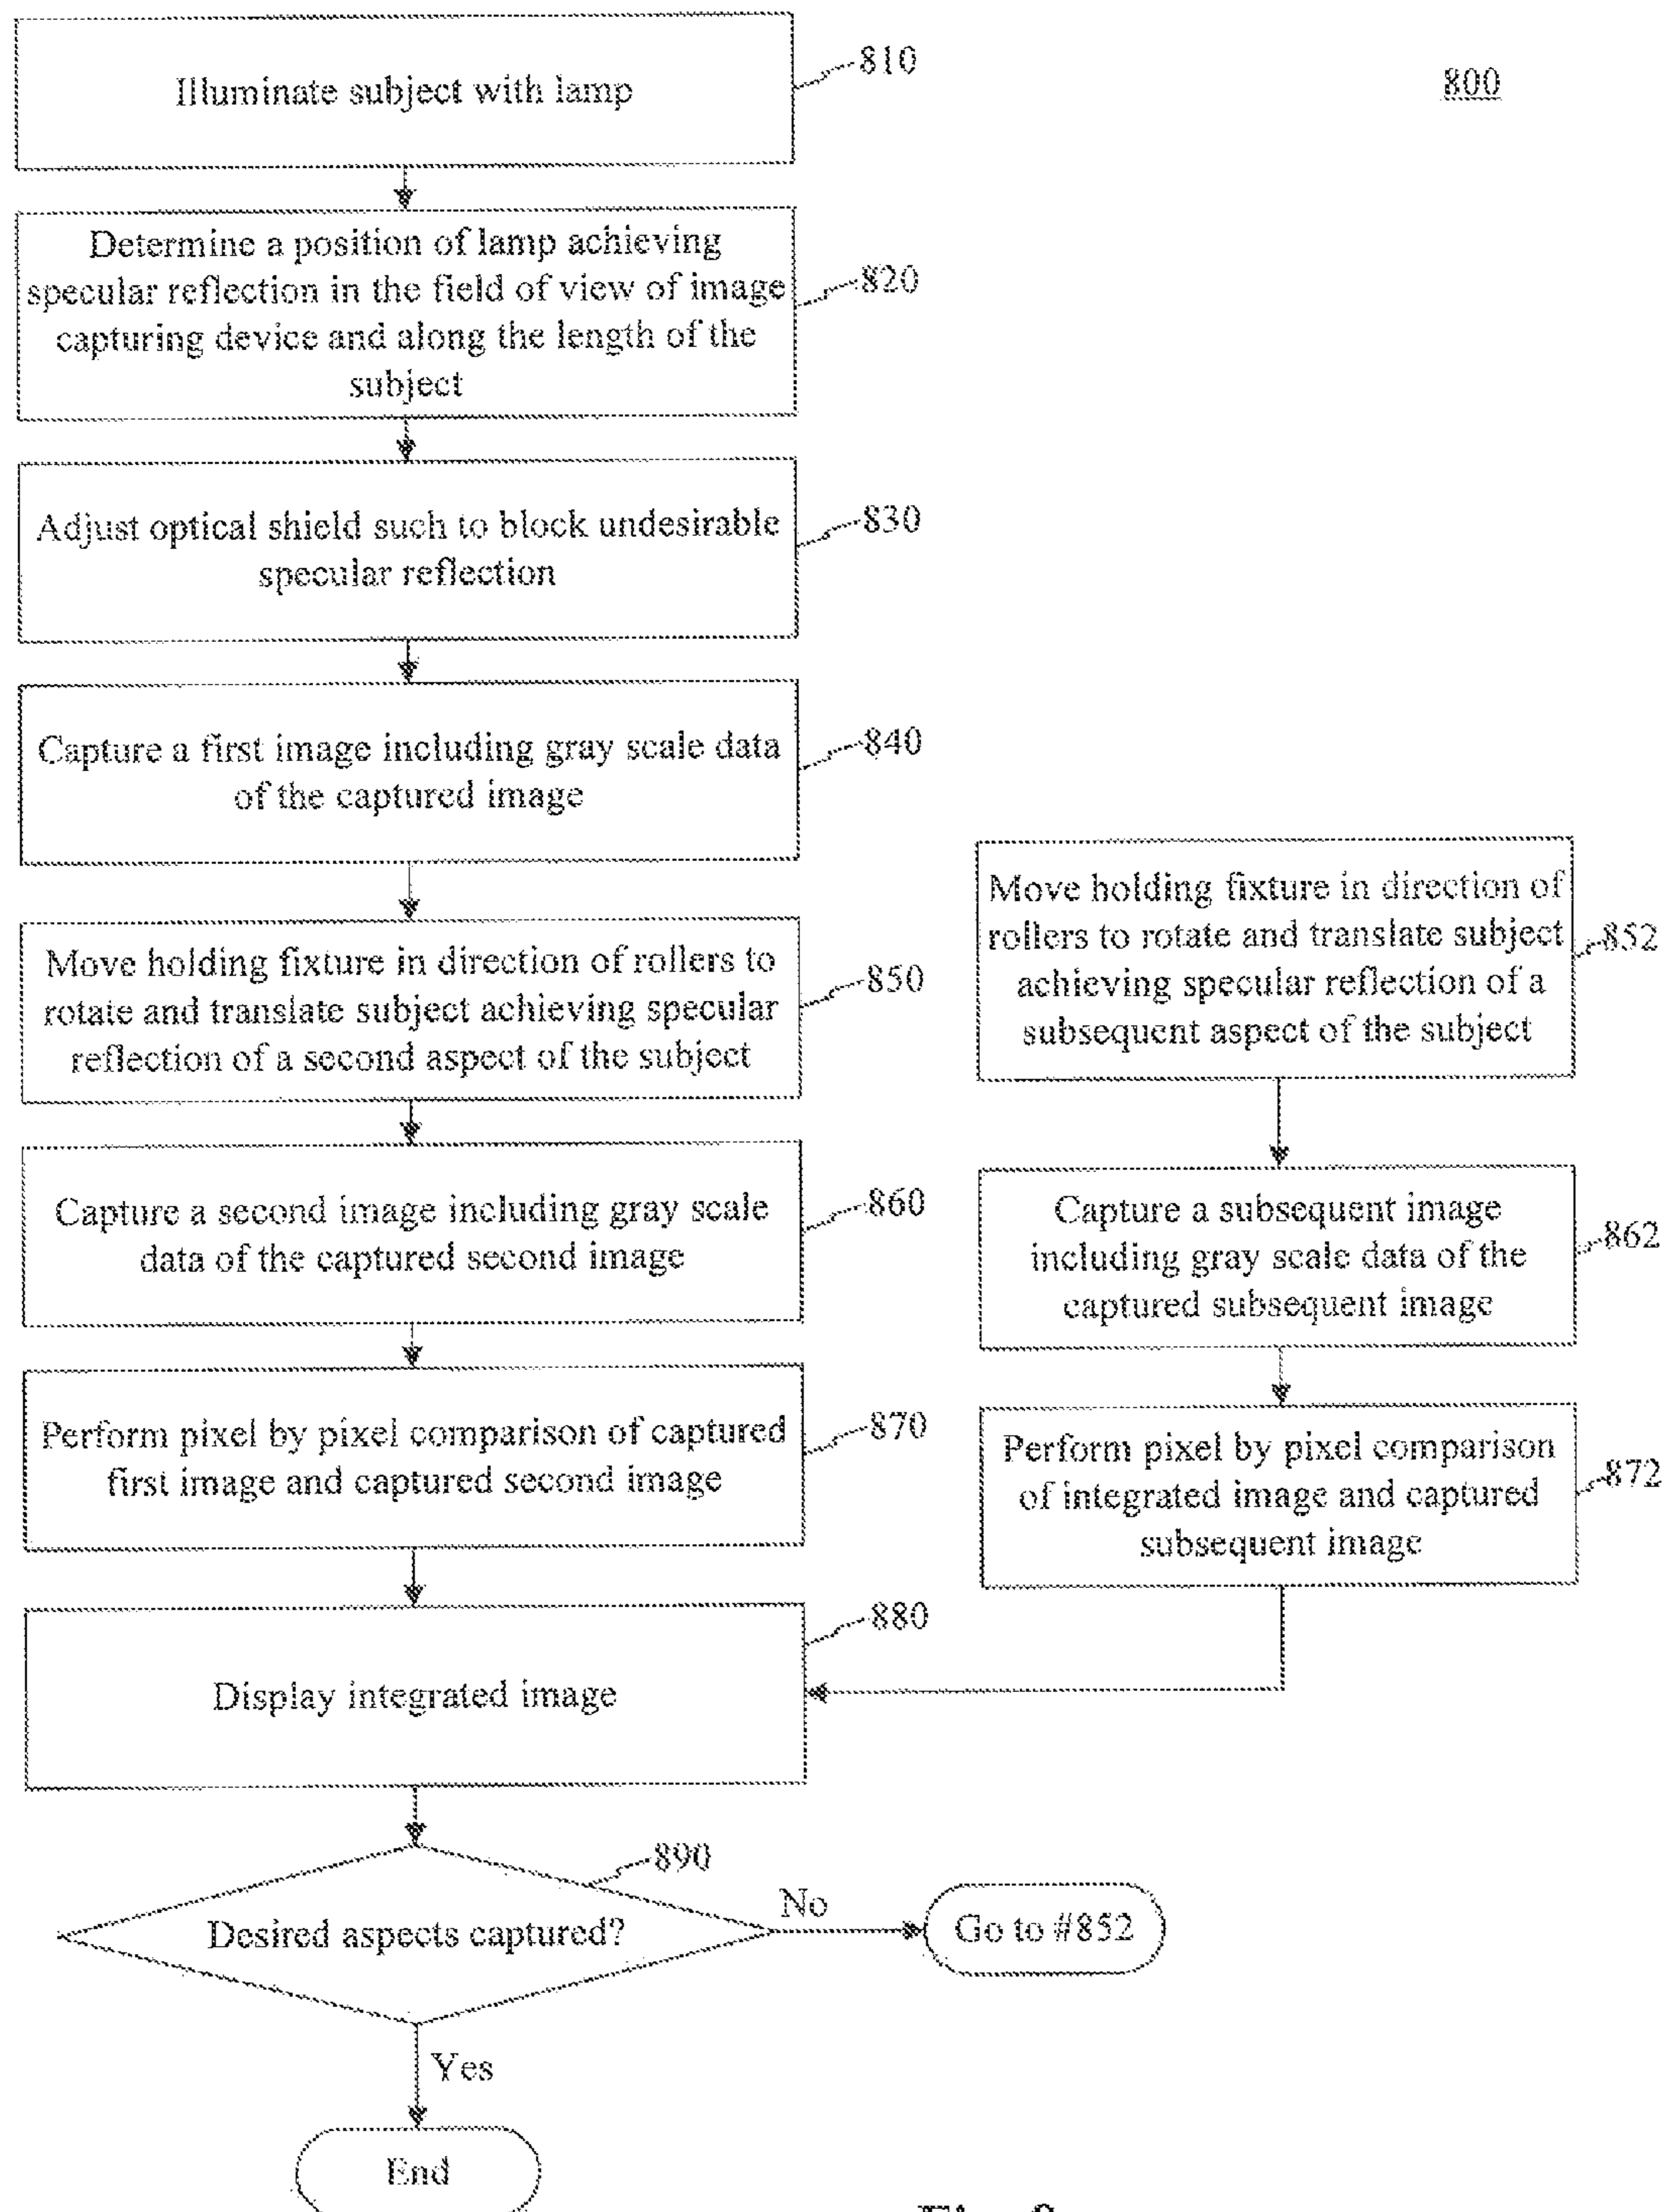 Illuminate subject with lamp
810
800
Determine a position of lamp achieving
specular reflection in the field of view of image
capturing device and along the length of the
subject
820
Adjust optical shield such to block undesirable
specular reflection
830
Capture a first image including gray scale data
of the captured image
840
Move holding fixture in direction of rollers to
rotate and translate subject achieving specular
reflection of a second aspect of the subject
850
Capture a second image including gray scale
data of the captured second image
860
Perform pixel by pixel comparison of captured
first image and captured second image
870
Display integrated image
880
Move holding fixture in direction of
rollers to rotate and translate subject
achieving specular reflection of a
subsequent aspect of the subject
852
Capture a subsequent image
including gray scale data of the
captured subsequent image
862
Perform pixel by pixel comparison
of integrated image and captured
subsequent image
872
Desired aspects captured?
890
No
Go to #852
Yes
End